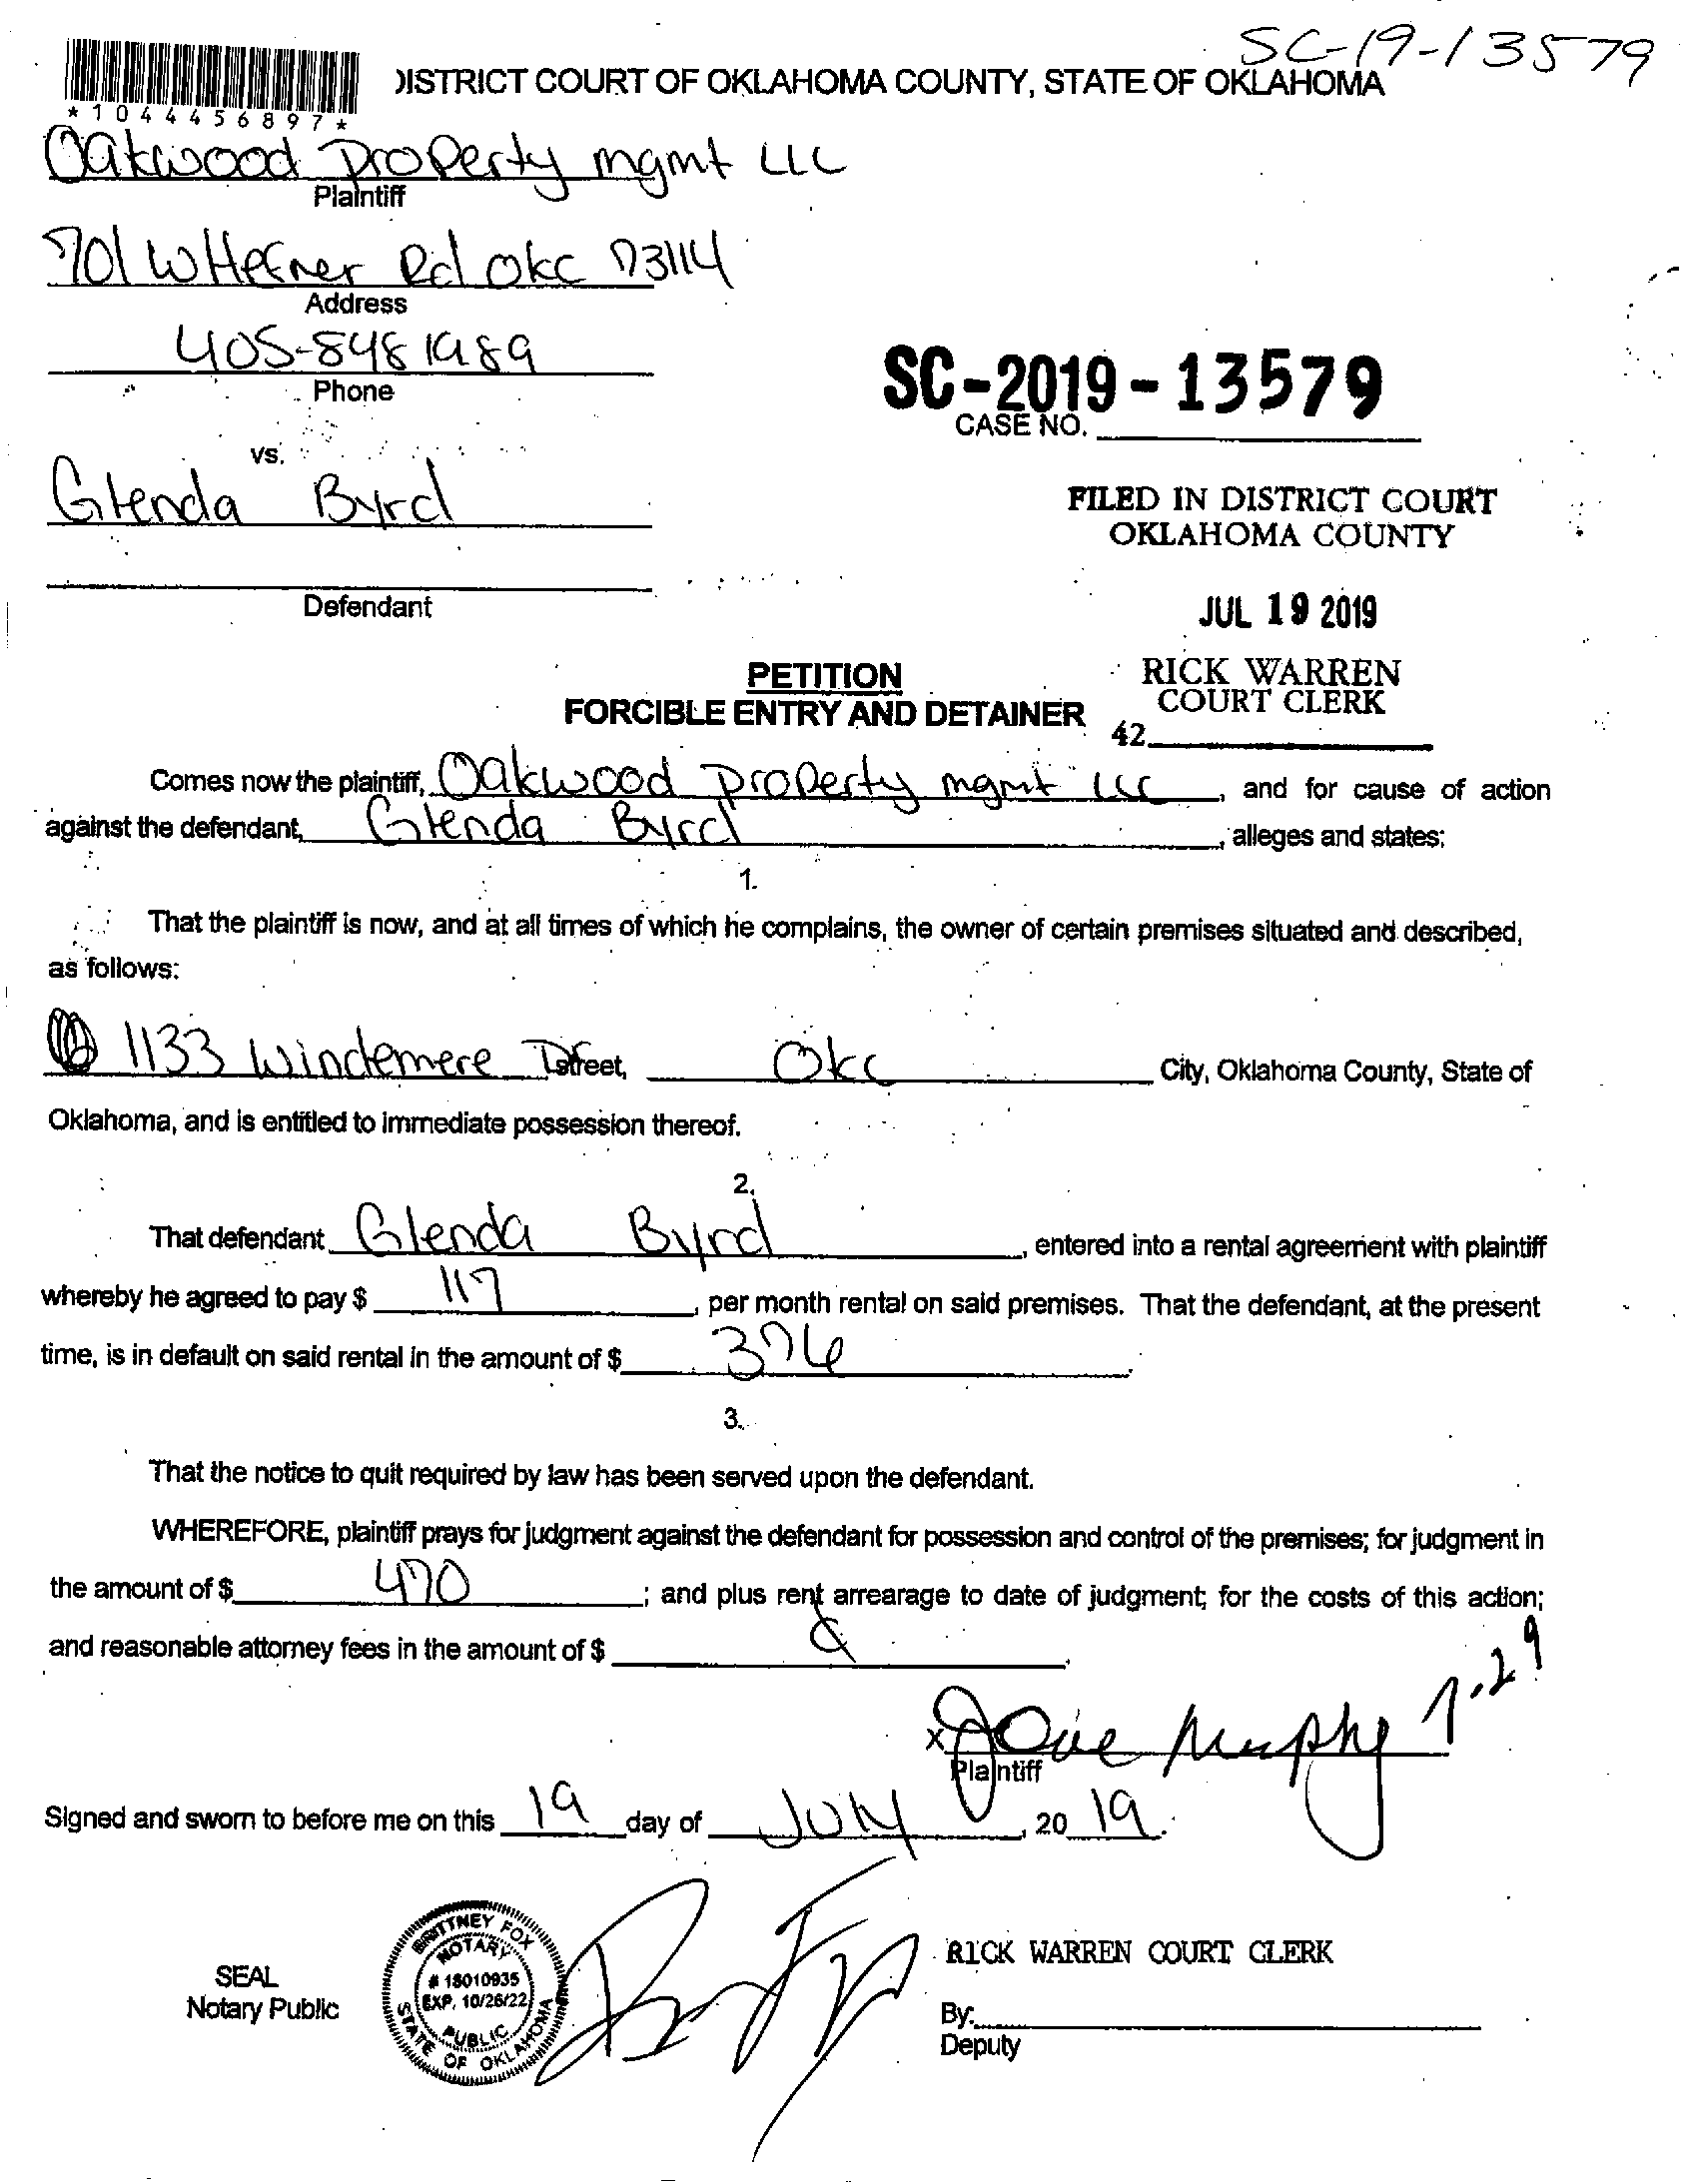 SC-19-13579
DISTRICT COURT OF OKLAHOMA COUNTY, STATE OF OKLAHOMA
*1044456897*
Oakwood Property mgmt LLC
Plaintiff
701 W Hefner Rd OKC 73114
Address
405-848 1989
Phone
SC-2019-13579
CASE NO.
vs.
Glenda Byrd
FILED IN DISTRICT COURT
OKLAHOMA COUNTY
Defendant
JUL 19 2019
PETITION
RICK WARREN
FORCIBLE ENTRY AND DETAINER
COURT CLERK
42
Comes now the plaintiff, Oakwood Property mgmt LLC, and for cause of action
against the defendant, Glenda Byrd, alleges and states:
1.
That the plaintiff is now, and at all times of which he complains, the owner of certain premises situated and described,
as follows:
1133 Windemere Street, OKC City, Oklahoma County, State of
Oklahoma, and is entitled to immediate possession thereof.
2.
That defendant Glenda Byrd, entered into a rental agreement with plaintiff
whereby he agreed to pay $ 117, per month rental on said premises. That the defendant, at the present
time, is in default on said rental in the amount of $ 376.
3.
That the notice to quit required by law has been served upon the defendant.
WHEREFORE, plaintiff prays for judgment against the defendant for possession and control of the premises; for judgment in
the amount of $ 470; and plus rent arrearage to date of judgment; for the costs of this action;
and reasonable attorney fees in the amount of $
x Murphy 7-29
Plaintiff
Signed and sworn to before me on this 19 day of July, 20 19.
BRITTNEY FOX
NOTARY
# 18010935
EXP. 10/26/22
PUBLIC
STATE OF OKLAHOMA
SEAL
Notary Public
RICK WARREN COURT CLERK
By:
Deputy